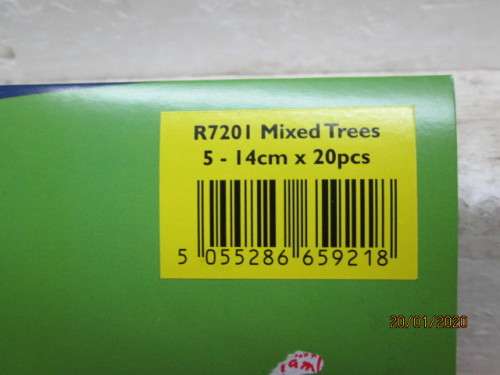 R7201 Mixed Trees
5 - 14cm x 20pcs
5 055286 659218
20/01/2020